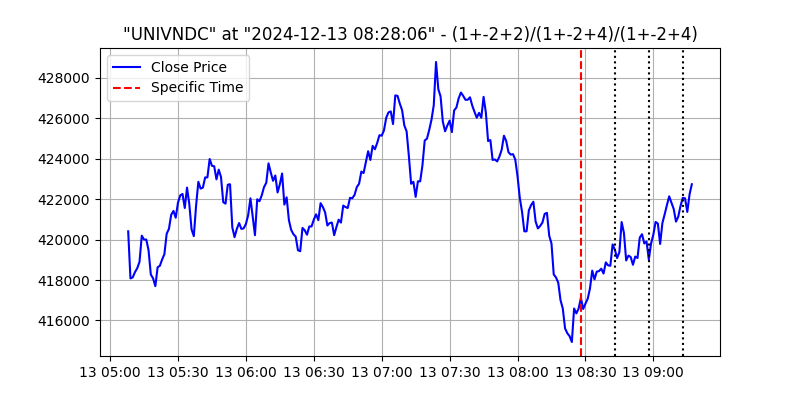 "UNIVNDC" at "2024-12-13 08:28:06" - (1+-2+2)/(1+-2+4)/(1+-2+4)
Close Price
Specific Time
428000
426000
424000
422000
420000
418000
416000
13 05:00 13 05:30 13 06:00 13 06:30 13 07:00 13 07:30 13 08:00 13 08:30 13 09:00